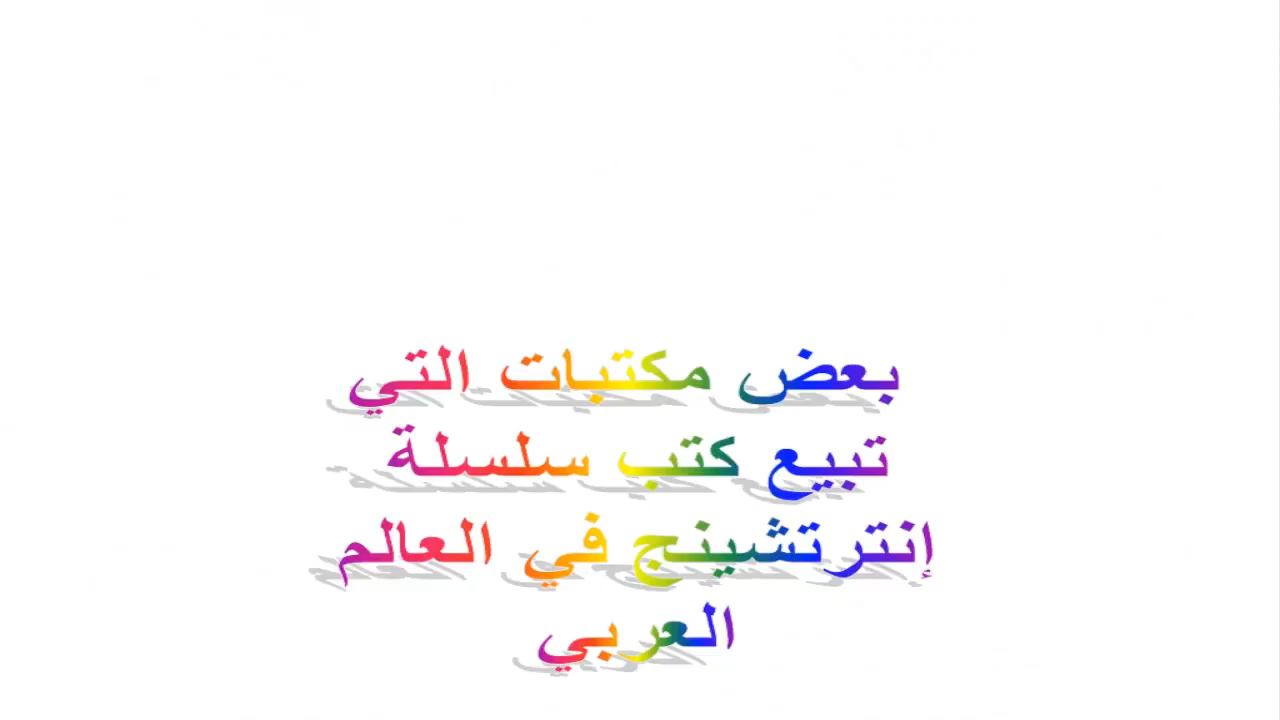 بعض مكتبات التي
تبيع كتب سلسلة
إنترتشينج في العالم
العربي